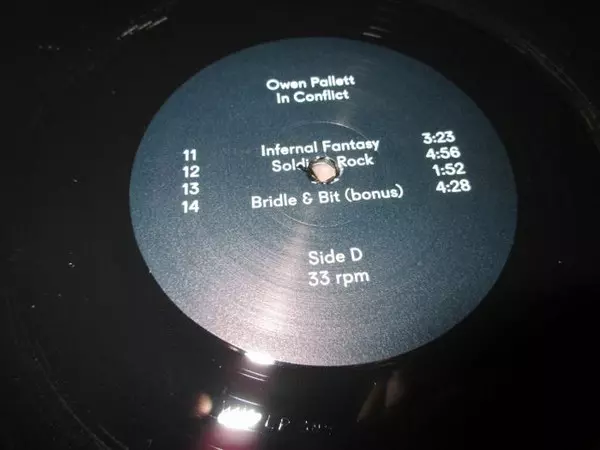 Owen Pallett
In Conflict
11 Infernal Fantasy 3:23
12 Rock 4:56
13 1:52
14 Bridle & Bit (bonus) 4:28
Side D
33 rpm
LP